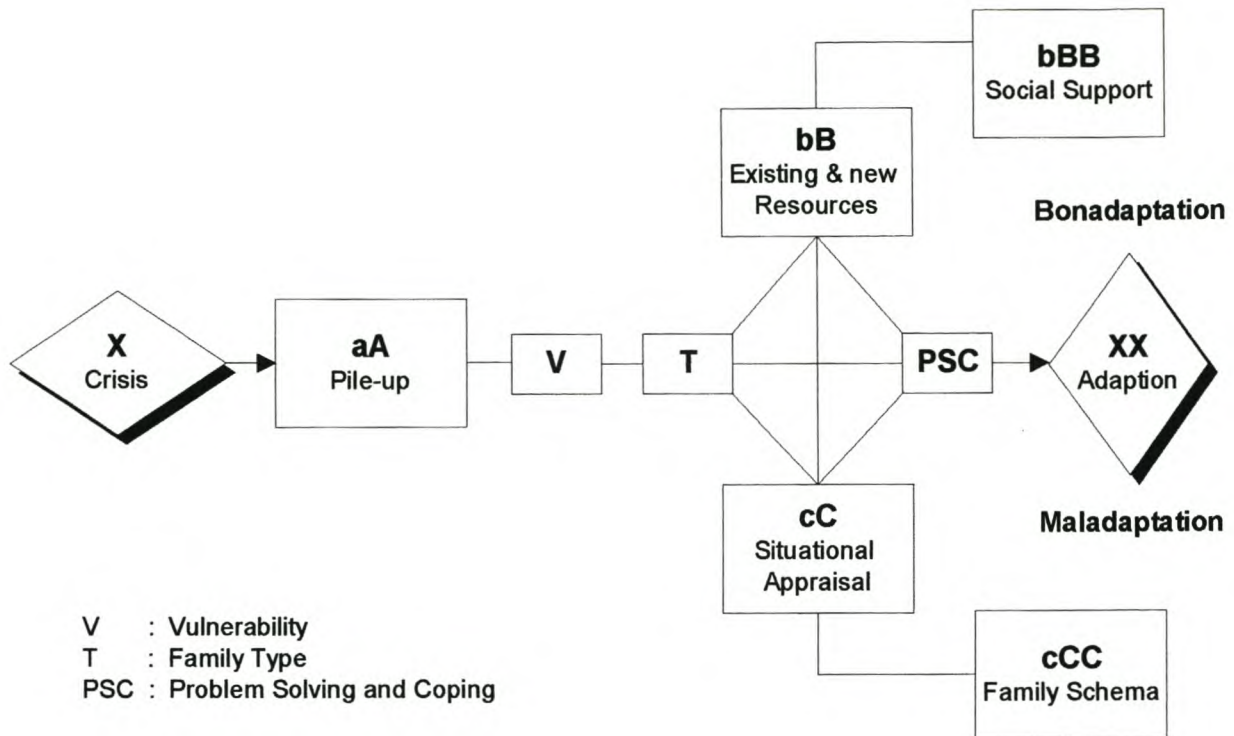 bBB
Social Support
bB
Existing & new
Resources
Bonadaptation
X
Crisis
aA
Pile-up
V
T
PSC
XX
Adaption
cC
Situational
Appraisal
Maladaptation
cCC
Family Schema
V : Vulnerability
T : Family Type
PSC : Problem Solving and Coping